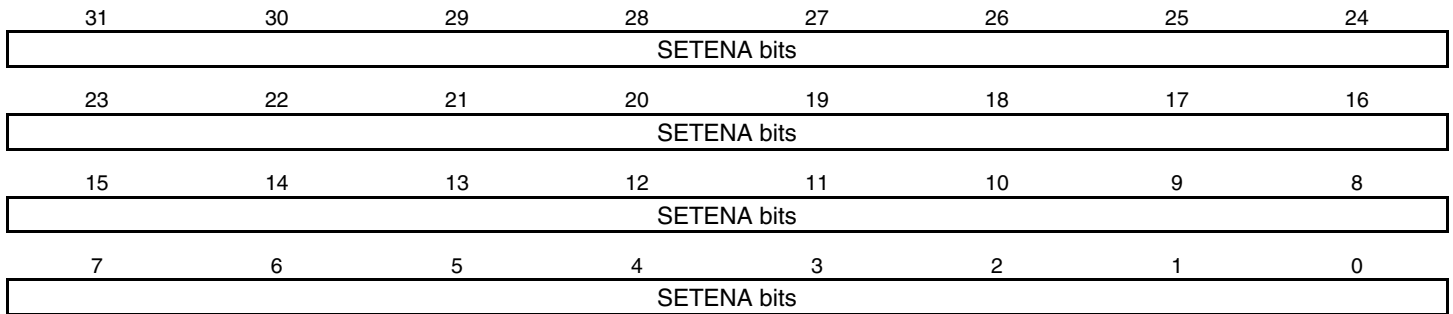 31 30 29 28 27 26 25 24
SETENA bits
23 22 21 20 19 18 17 16
SETENA bits
15 14 13 12 11 10 9 8
SETENA bits
7 6 5 4 3 2 1 0
SETENA bits